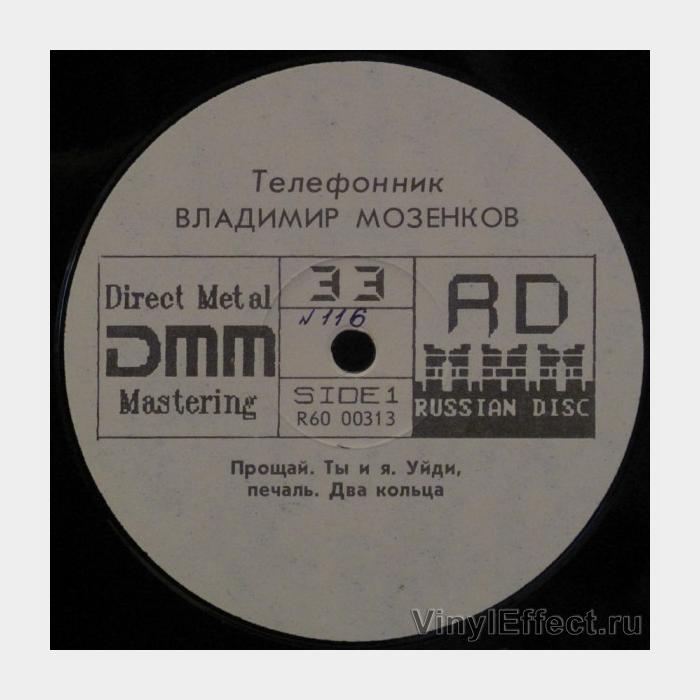 Телефонник
ВЛАДИМИР МОЗЕНКОВ
Direct Metal
DMM
Mastering
33
N 116
SIDE 1
R60 00313
RD
RUSSIAN DISC
Прощай. Ты и я. Уйди,
печаль. Два кольца
VinylEffect.ru